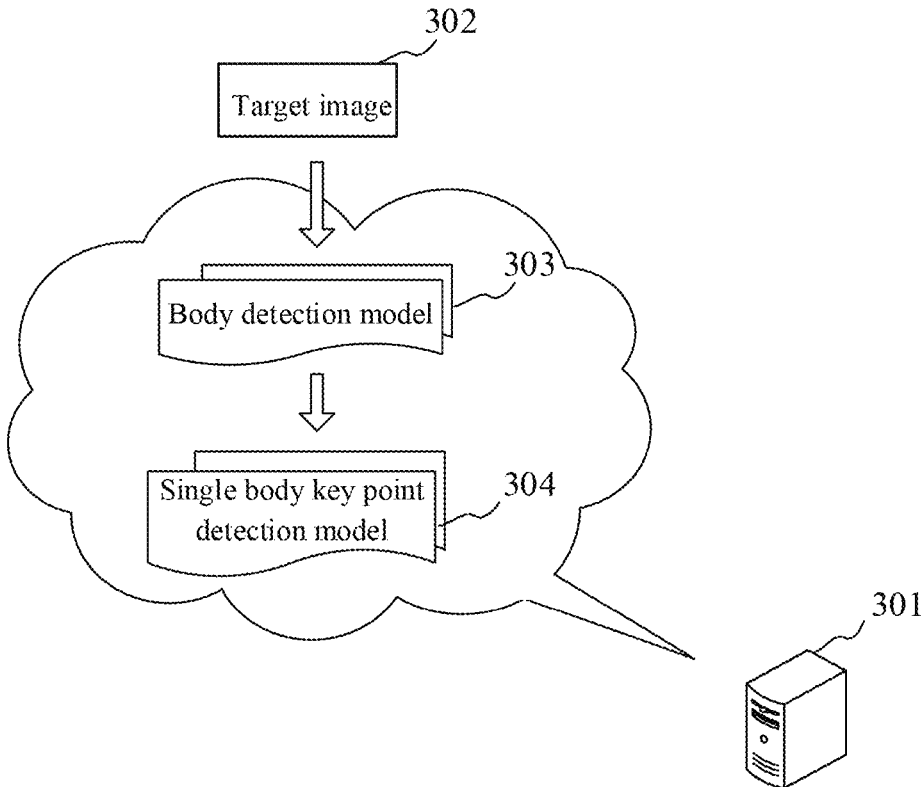 302
Target image
303
Body detection model
Single body key point
detection model
304
301